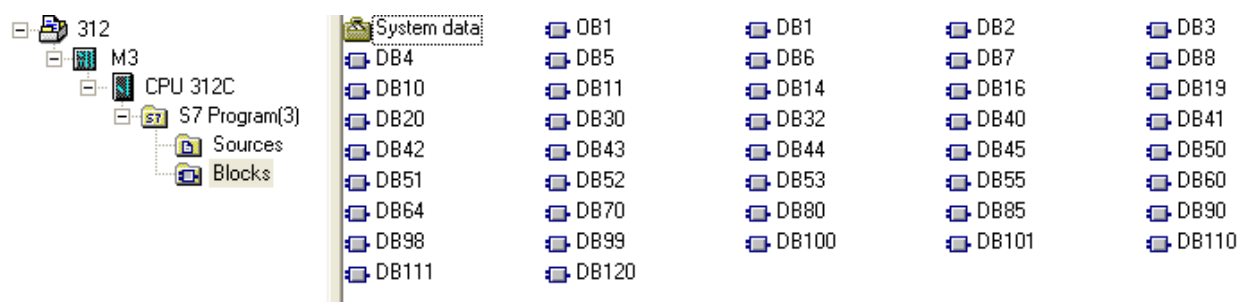 312
M3
CPU 312C
S7 Program(3)
Sources
Blocks
System data OB1 DB1 DB2 DB3
DB4 DB5 DB6 DB7 DB8
DB10 DB11 DB14 DB16 DB19
DB20 DB30 DB32 DB40 DB41
DB42 DB43 DB44 DB45 DB50
DB51 DB52 DB53 DB55 DB60
DB64 DB70 DB80 DB85 DB90
DB98 DB99 DB100 DB101 DB110
DB111 DB120